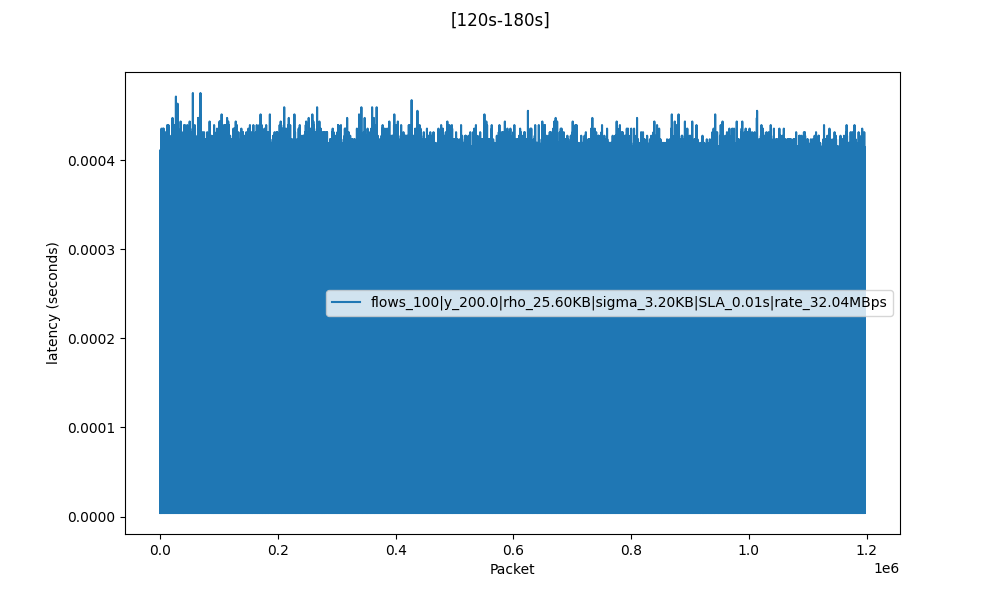 [120s-180s]
latency (seconds)
0.0004
0.0003
0.0002
0.0001
0.0000
flows_100|y_200.0|rho_25.60KB|sigma_3.20KB|SLA_0.01s|rate_32.04MBps
0.0 0.2 0.4 0.6 0.8 1.0 1.2
1e6
Packet